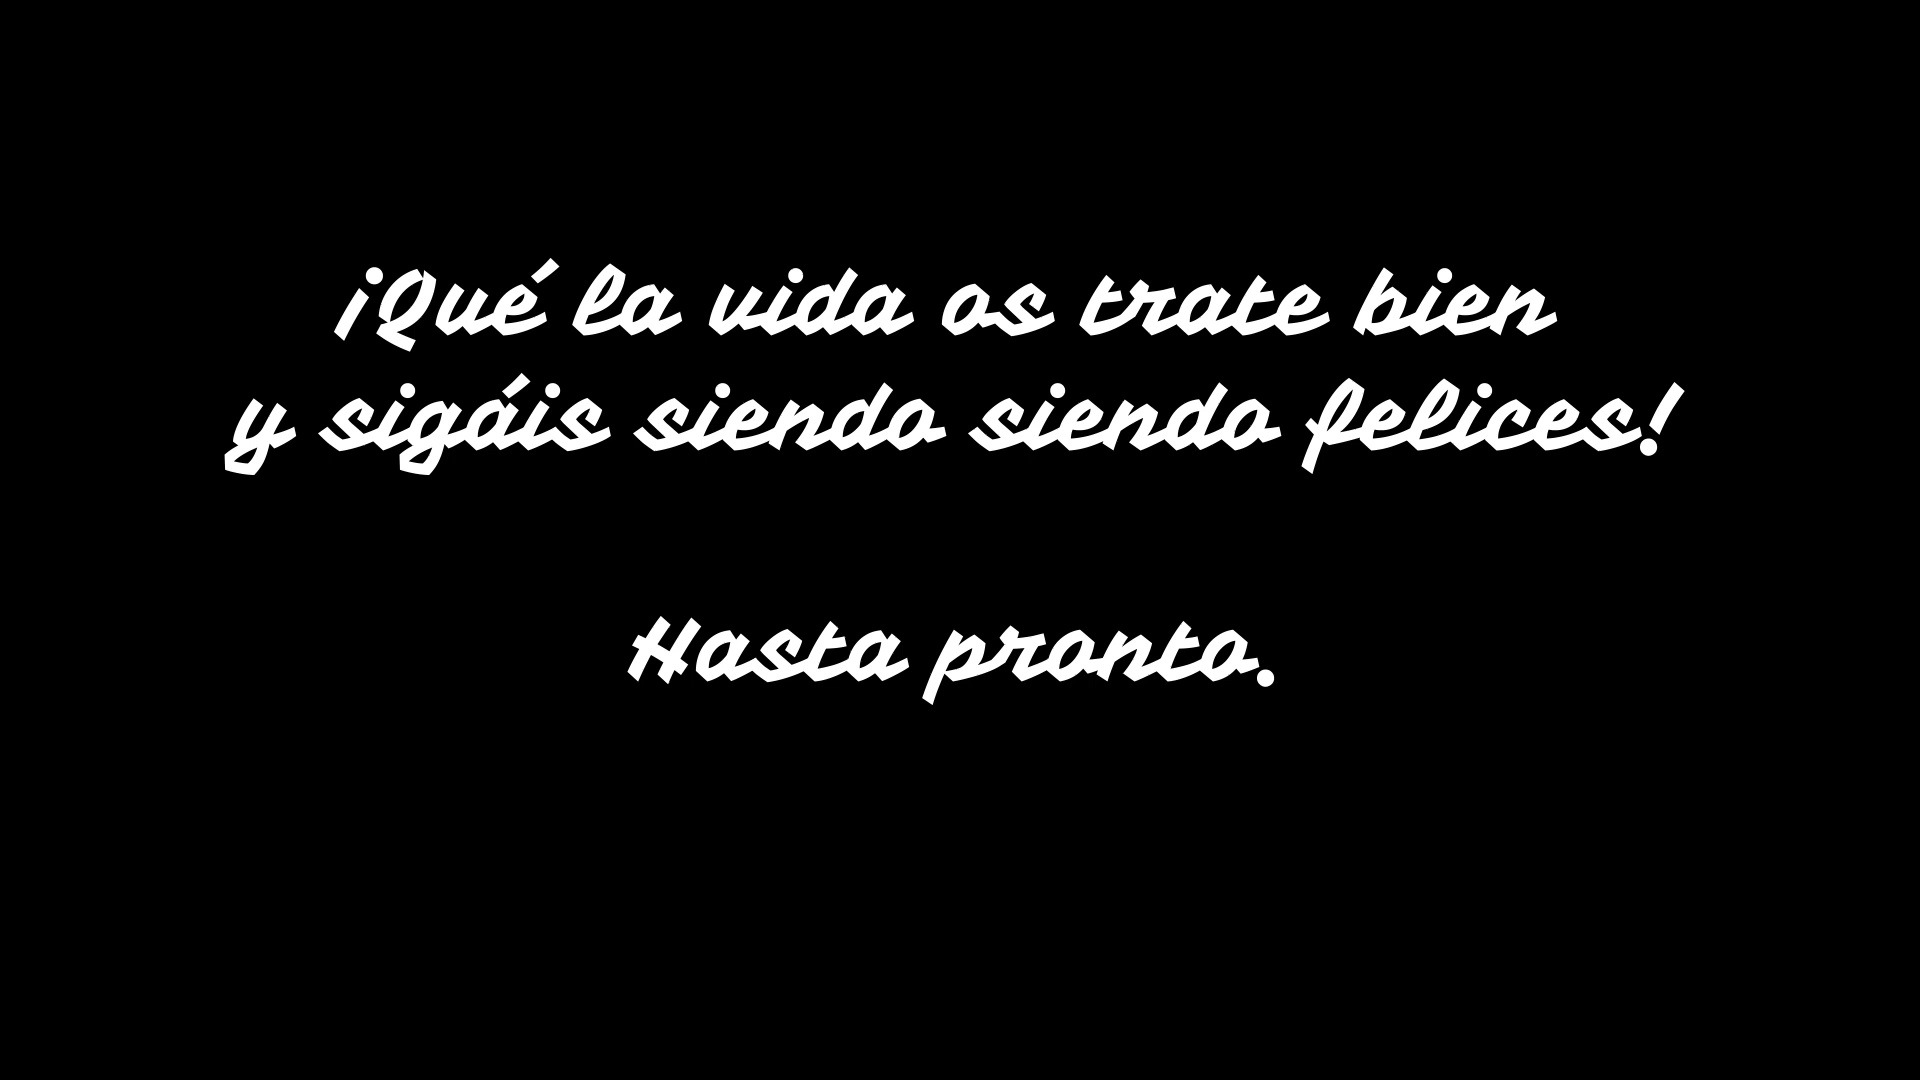 ¡Qué la vida os trate bien
y sigáis siendo siendo felices!
Hasta pronto.